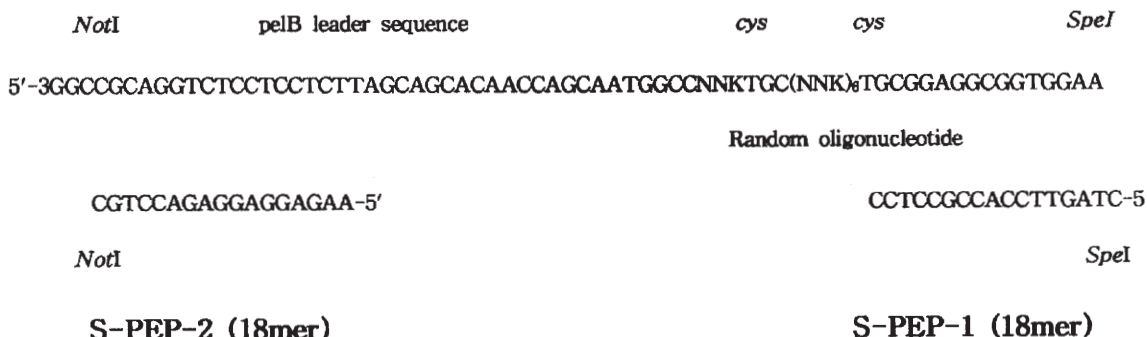 NotI pelB leader sequence cys cys SpeI
5'-3GGCCGCAGGTCTCCTCCTCTTAGCAGCACAACCAGCAATGGCCNNKTGC(NNK)6TGCGGAGGCGGTGGAA
Random oligonucleotide
CGTCCAGAGGAGGAGAA-5' CCTCCGCCACCTTGATC-5
NotI SpeI
S-PEP-2 (18mer) S-PEP-1 (18mer)